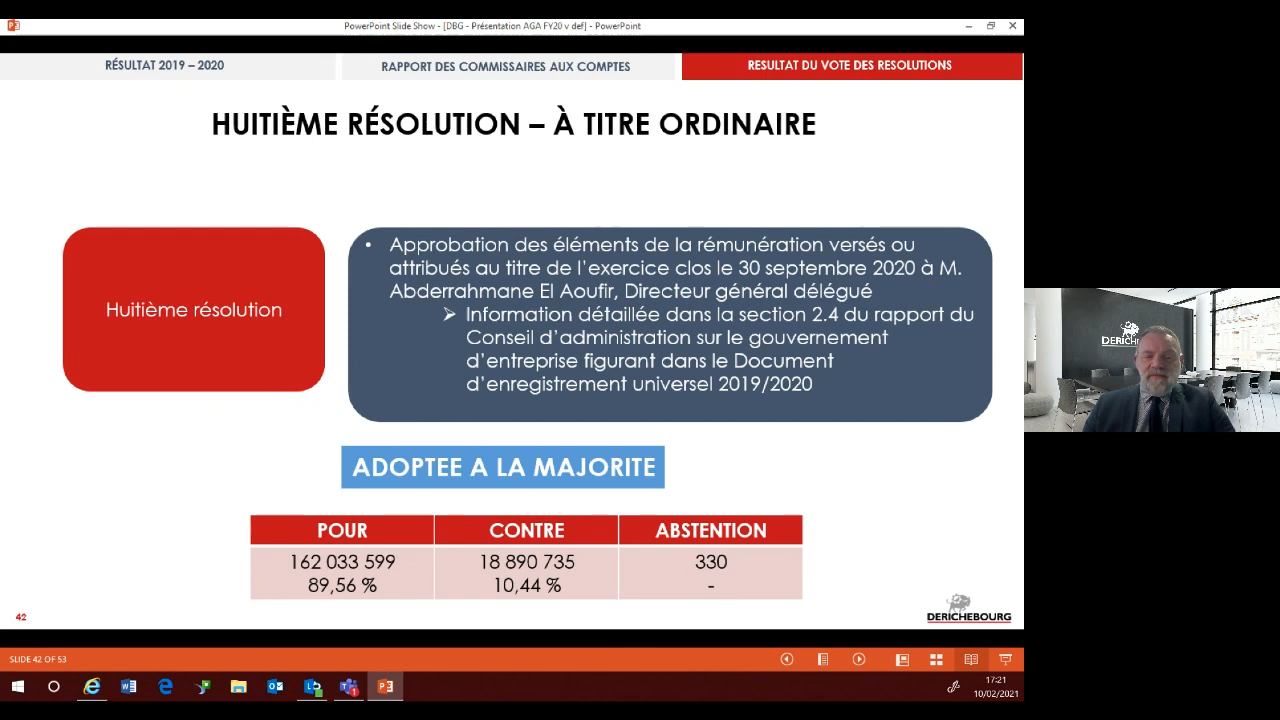 PowerPoint Slide Show - [DBG - Présentation AGA FY20 v def] - PowerPoint
RÉSULTAT 2019 – 2020
RAPPORT DES COMMISSAIRES AUX COMPTES
RESULTAT DU VOTE DES RESOLUTIONS
HUITIÈME RÉSOLUTION – À TITRE ORDINAIRE
Huitième résolution
• Approbation des éléments de la rémunération versés ou
attribués au titre de l’exercice clos le 30 septembre 2020 à M.
Abderrahmane El Aoufir, Directeur général délégué
➢ Information détaillée dans la section 2.4 du rapport du
Conseil d’administration sur le gouvernement
d’entreprise figurant dans le Document
d’enregistrement universel 2019/2020
ADOPTEE A LA MAJORITE
POUR CONTRE ABSTENTION
162 033 599 18 890 735 330
89,56 % 10,44 % -
42
DERICHEBOURG
SLIDE 42 OF 53
17:21
10/02/2021